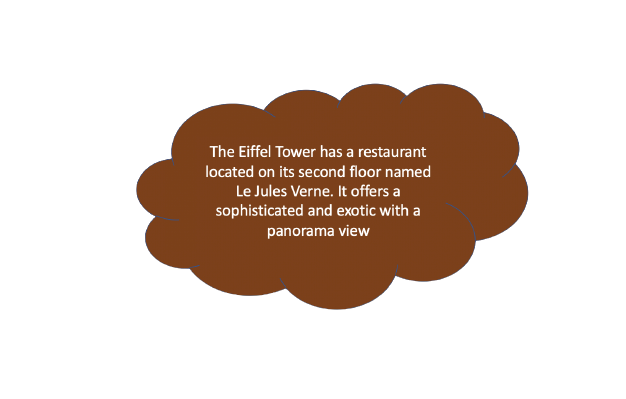 The Eiffel Tower has a restaurant
located on its second floor named
Le Jules Verne. It offers a
sophisticated and exotic with a
panorama view